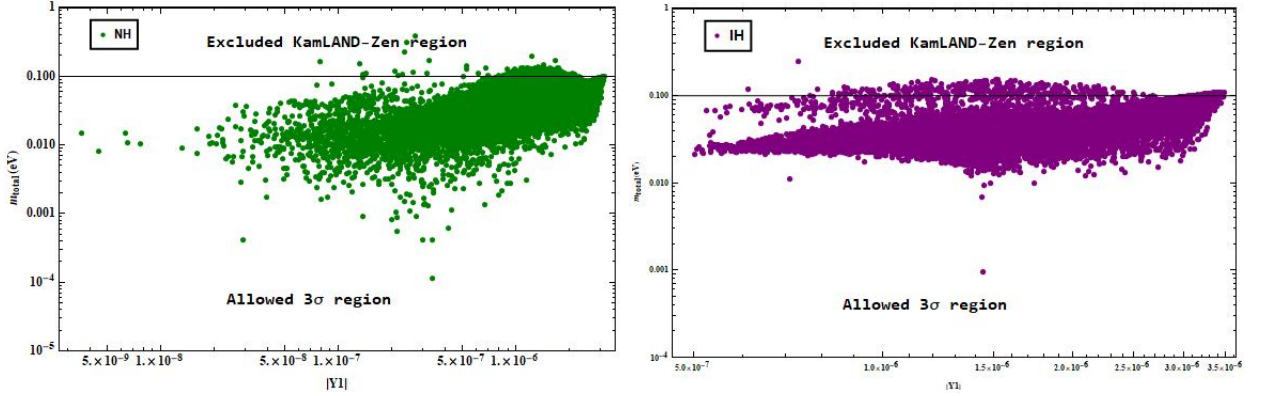 NH
Excluded KamLAND-Zen region
Allowed 3σ region
1
0.100
0.010
0.001
10⁻⁴
10⁻⁵
mtotal(eV)
5.×10⁻⁹ 1.×10⁻⁸ 5.×10⁻⁸ 1.×10⁻⁷ 5.×10⁻⁷ 1.×10⁻⁶
|Y1|
IH
Excluded KamLAND-Zen region
Allowed 3σ region
1
0.100
0.010
0.001
10⁻⁴
mtotal(eV)
5.0×10⁻⁷ 1.0×10⁻⁶ 1.5×10⁻⁶ 2.0×10⁻⁶ 2.5×10⁻⁶ 3.0×10⁻⁶ 3.5×10⁻⁶
|Y1|